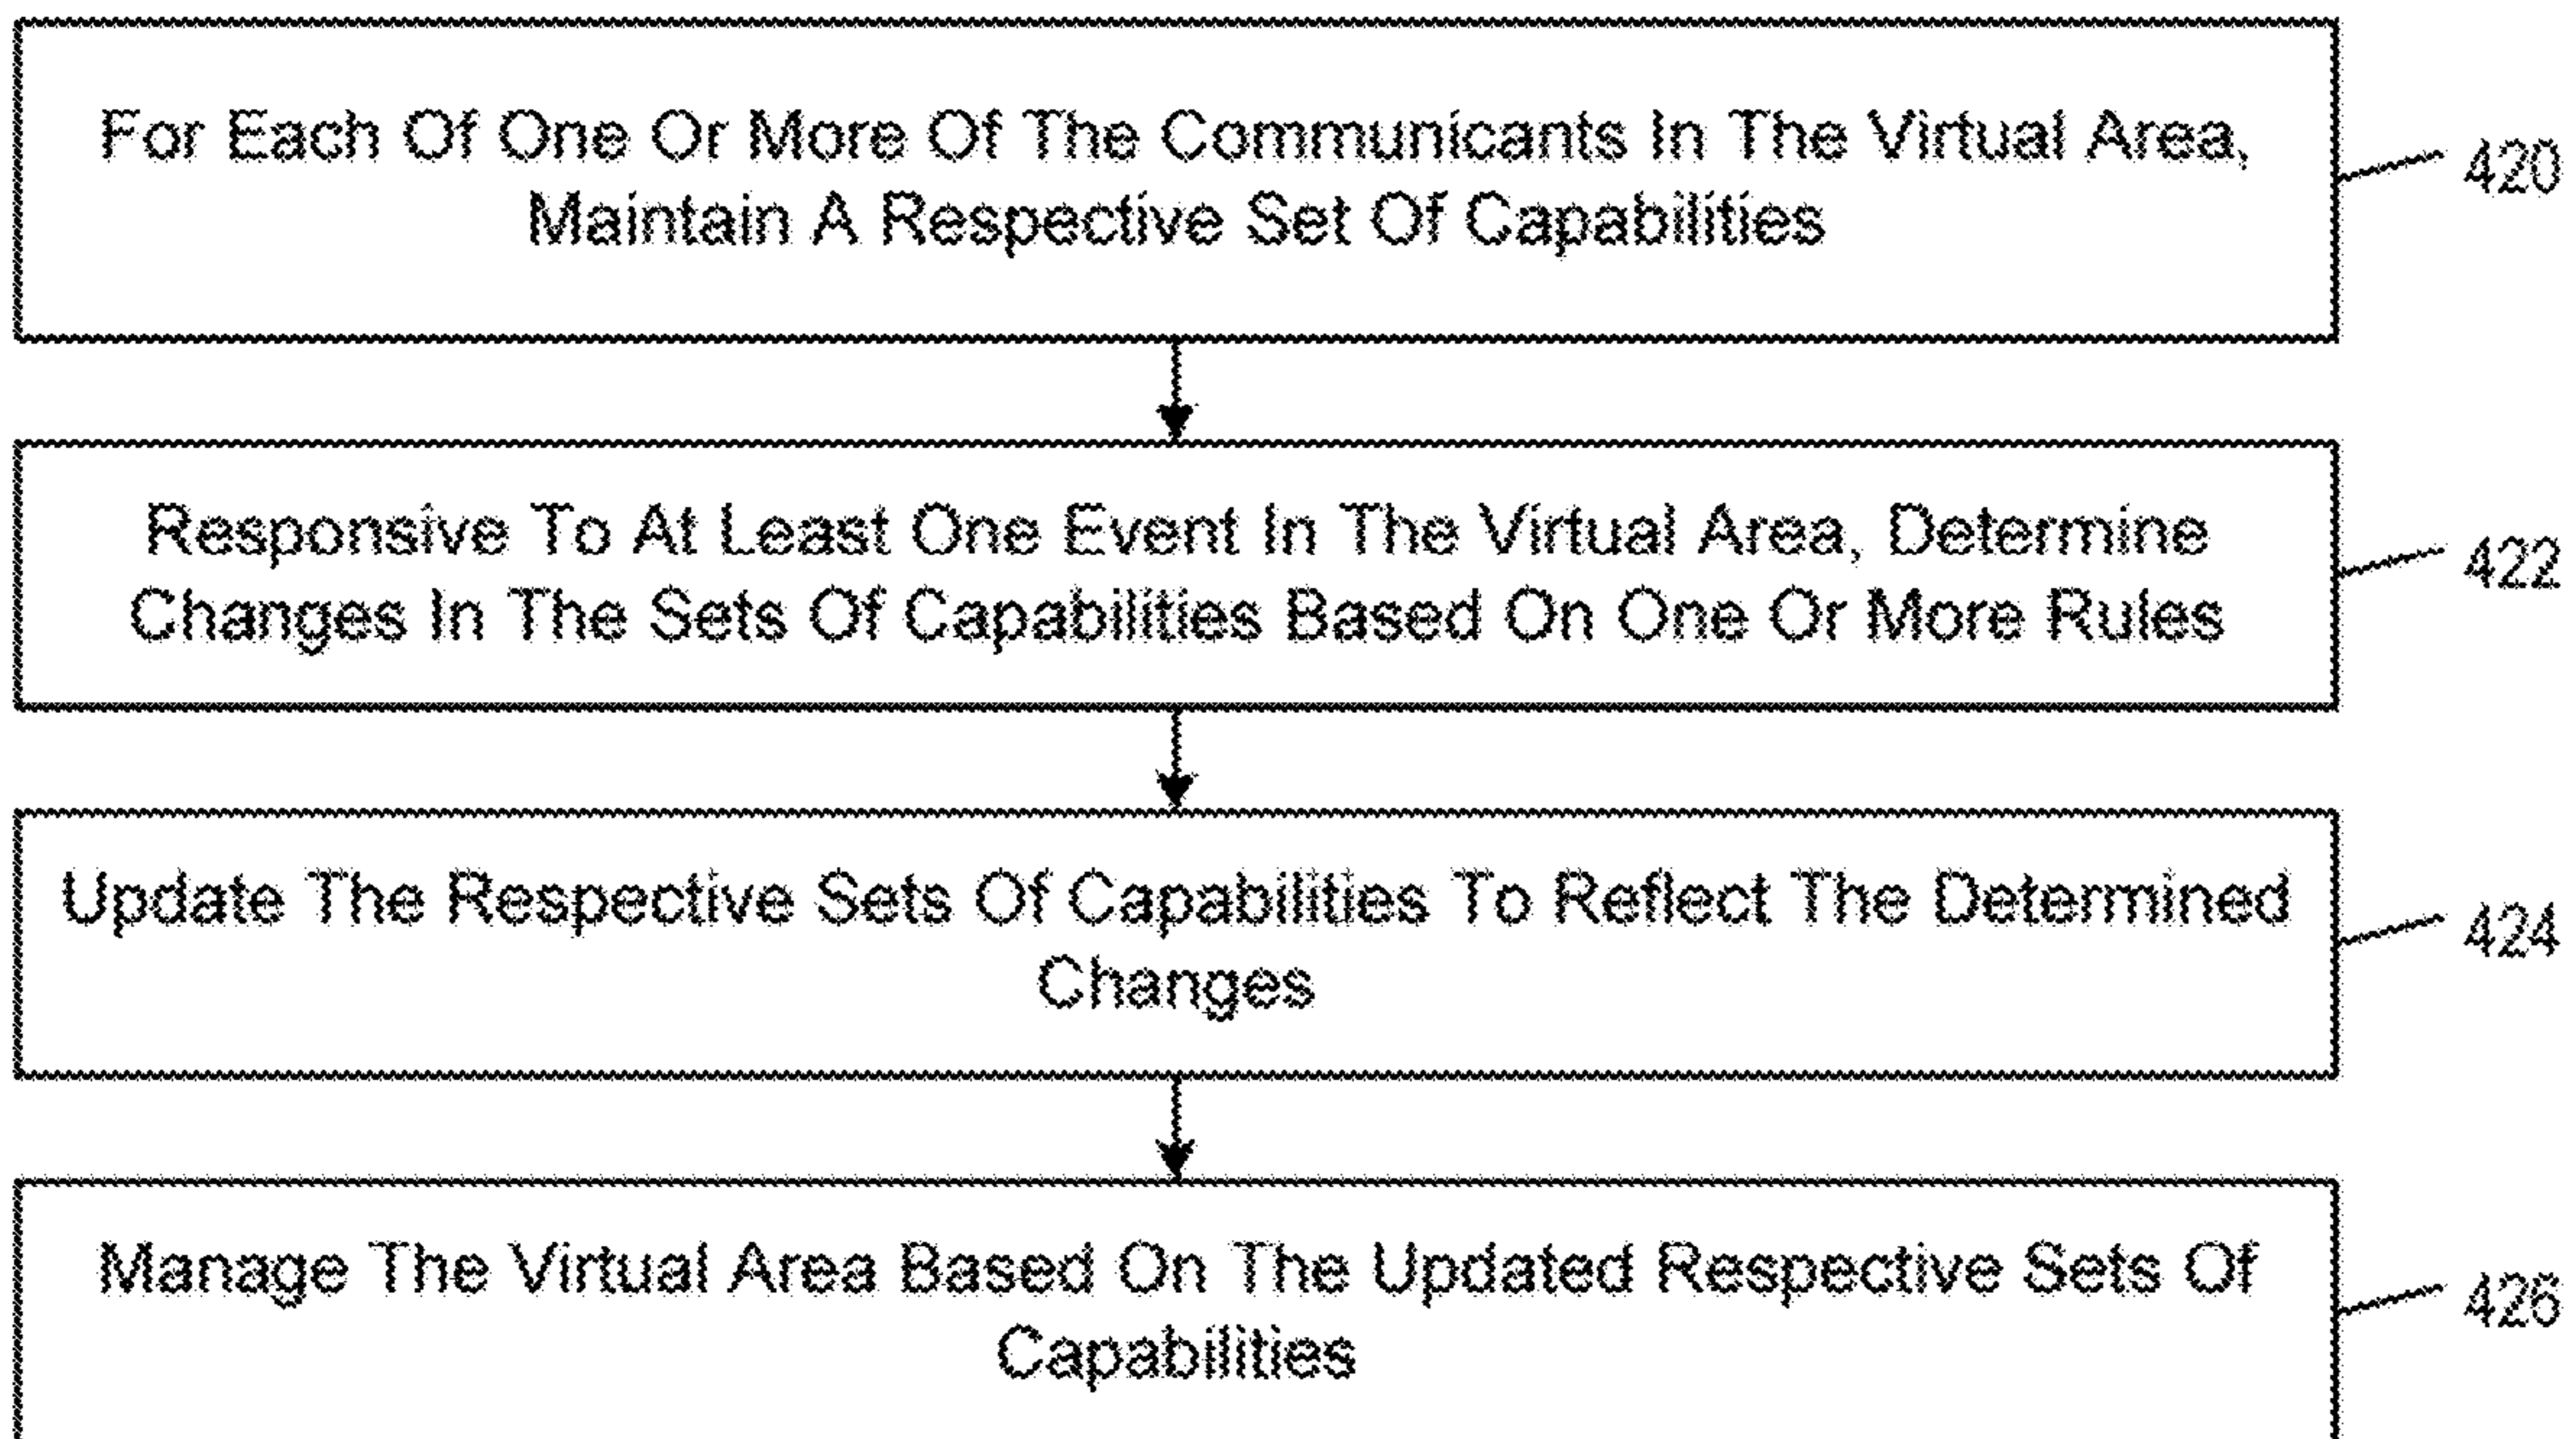 For Each Of One Or More Of The Communicants In The Virtual Area,
Maintain A Respective Set Of Capabilities
420
Responsive To At Least One Event In The Virtual Area, Determine
Changes In The Sets Of Capabilities Based On One Or More Rules
422
Update The Respective Sets Of Capabilities To Reflect The Determined
Changes
424
Manage The Virtual Area Based On The Updated Respective Sets Of
Capabilities
426